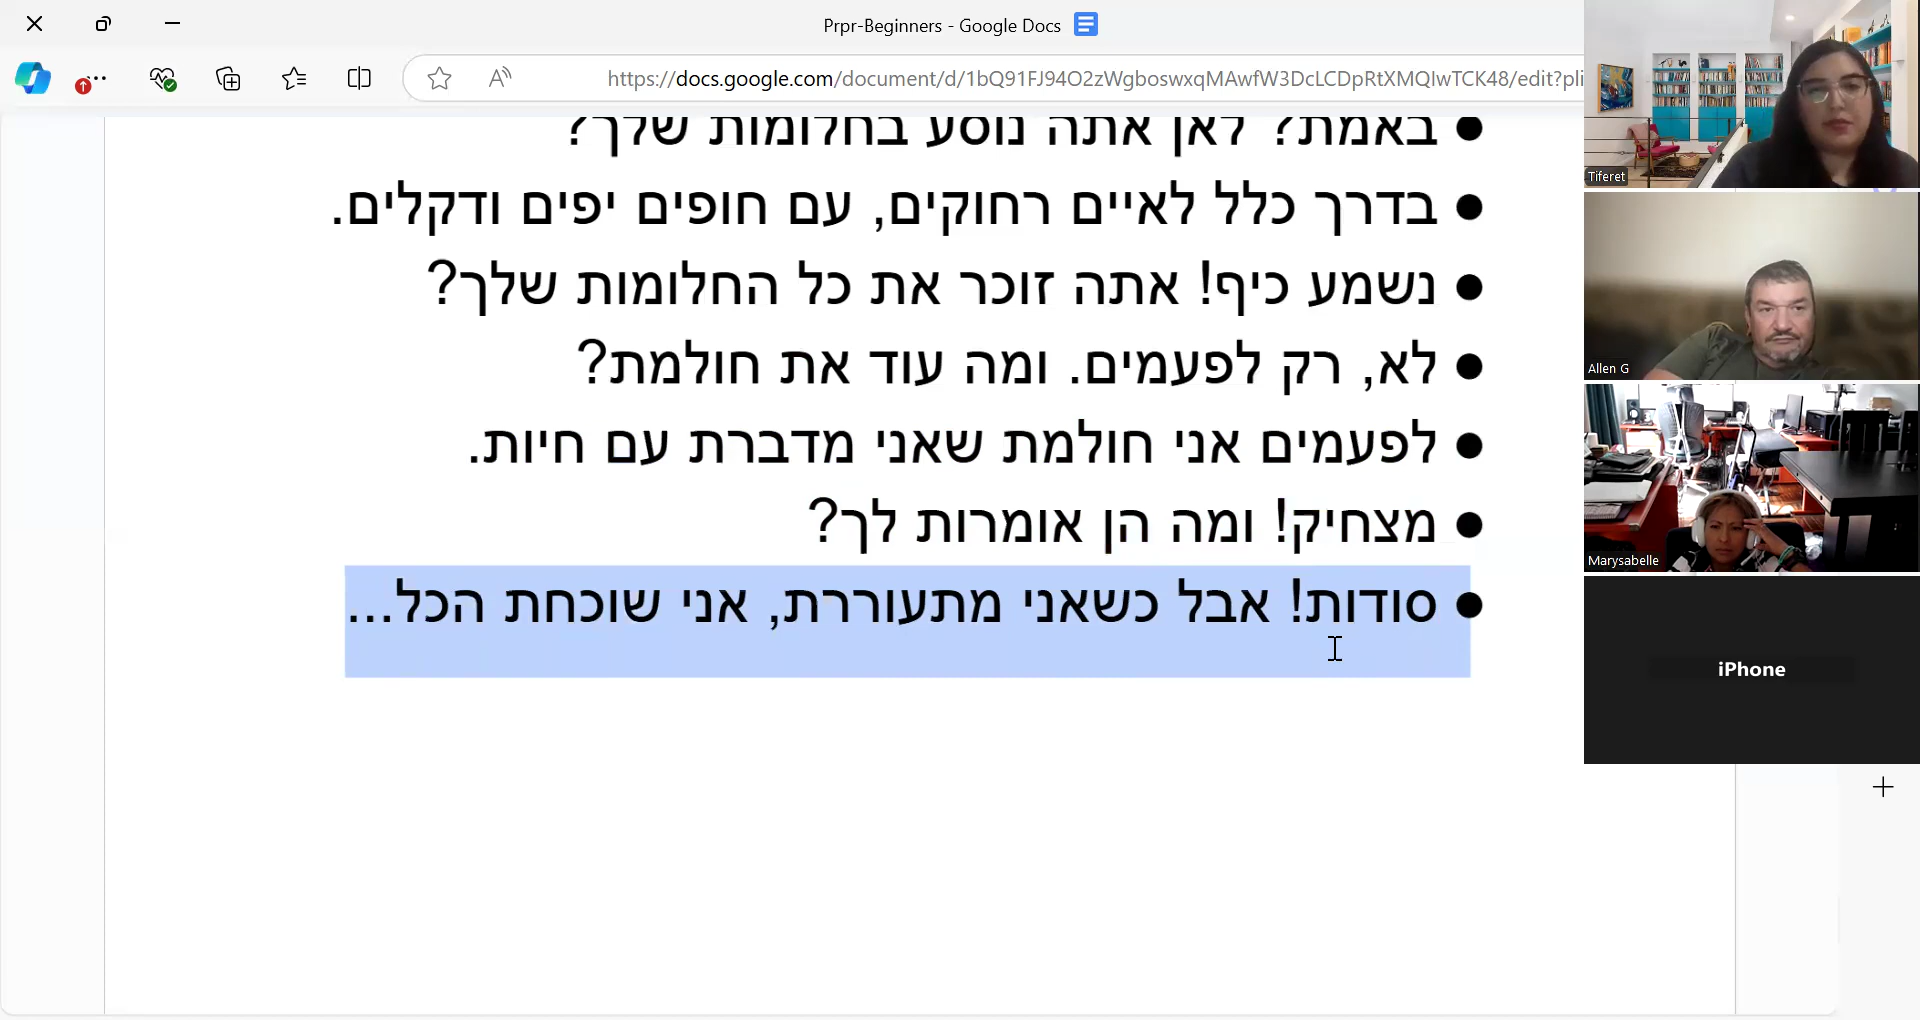 Prpr-Beginners - Google Docs
https://docs.google.com/document/d/1bQ91FJ94O2zWgboswxqMAwfW3DcLCDpRtXMQIwTCK48/edit?pli
באמת? לאן אתה נוסע בחלומות שלך?
בדרך כלל לאיים רחוקים, עם חופים יפים ודקלים.
נשמע כיף! אתה זוכר את כל החלומות שלך?
לא, רק לפעמים. ומה עוד את חולמת?
לפעמים אני חולמת שאני מדברת עם חיות.
מצחיק! ומה הן אומרות לך?
סודות! אבל כשאני מתעוררת, אני שוכחת הכל...
Tiferet
Allen G
Marysabelle
iPhone